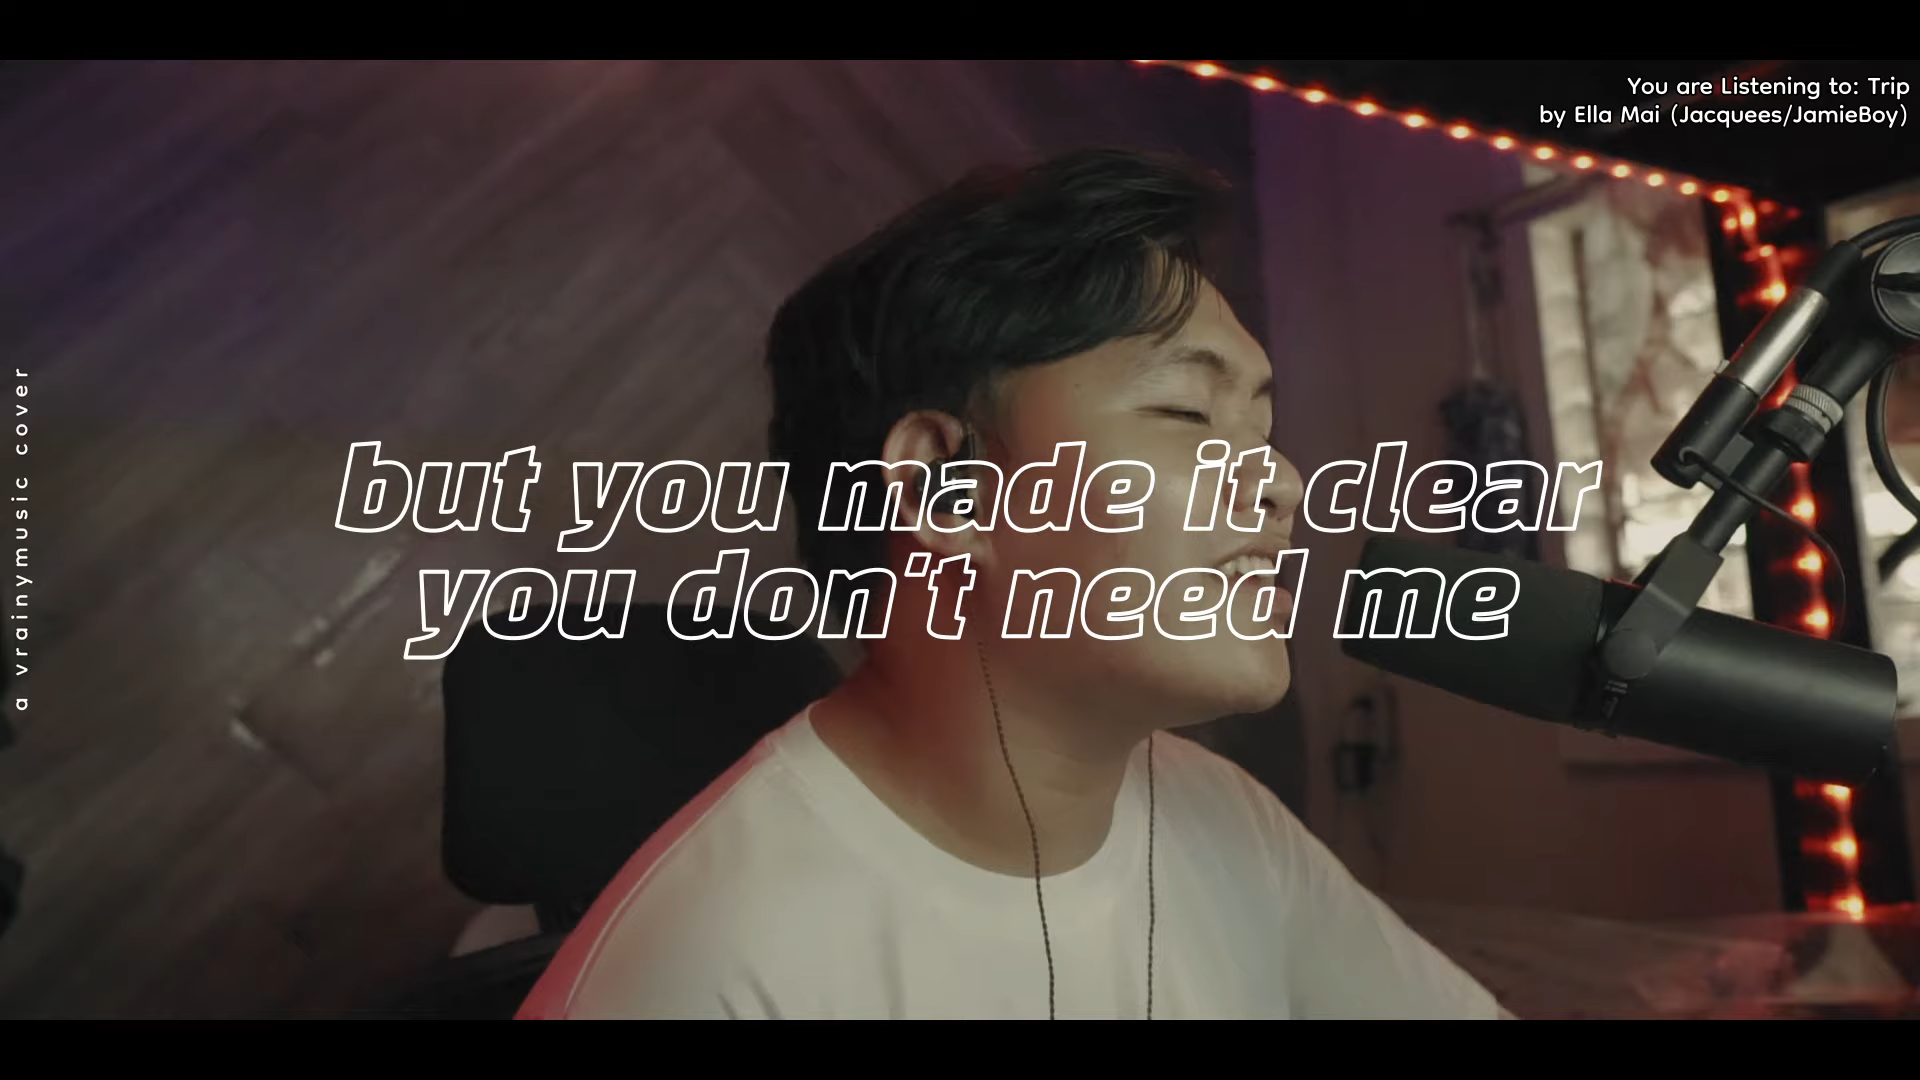 You are Listening to: Trip
by Ella Mai (Jacquees/JamieBoy)
a vrainymusic cover
but you made it clear
you don't need me